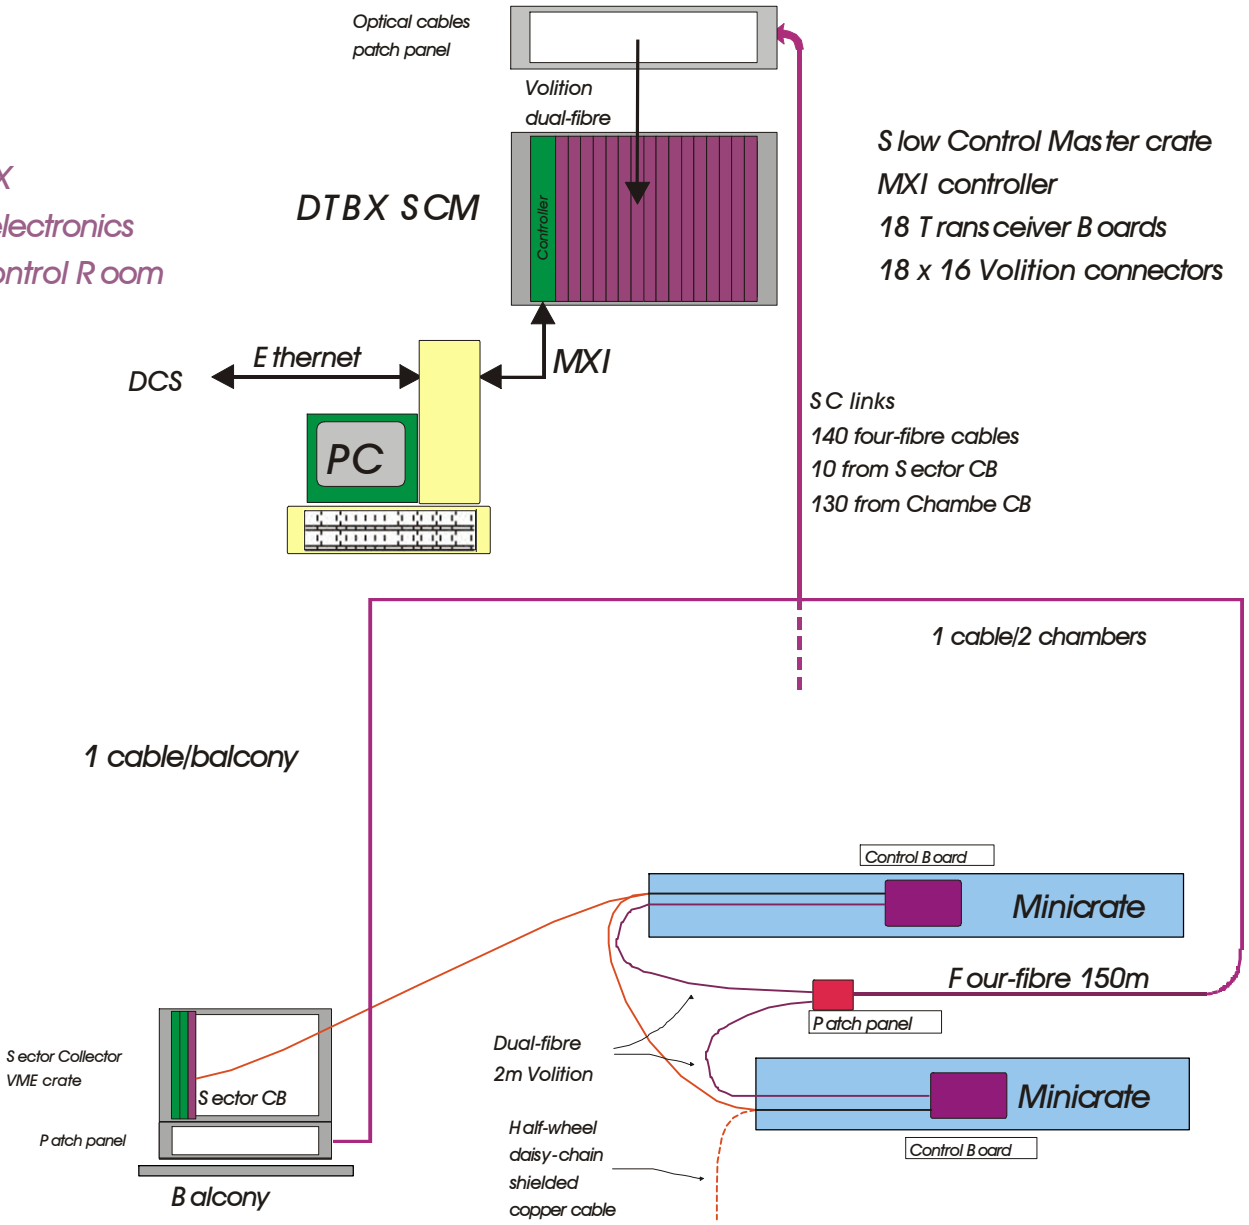 Optical cables
patch panel
Volition
dual-fibre
X
electronics
ontrol Room
DTBX SCM
Controller
Slow Control Master crate
MXI controller
18 Transceiver Boards
18 x 16 Volition connectors
Ethernet
DCS
MXI
PC
SC links
140 four-fibre cables
10 from Sector CB
130 from Chambe CB
1 cable/2 chambers
1 cable/balcony
Control Board
Minicrate
Four-fibre 150m
Patch panel
Dual-fibre
2m Volition
Minicrate
Control Board
Sector Collector
VME crate
Sector CB
Patch panel
Balcony
Half-wheel
daisy-chain
shielded
copper cable